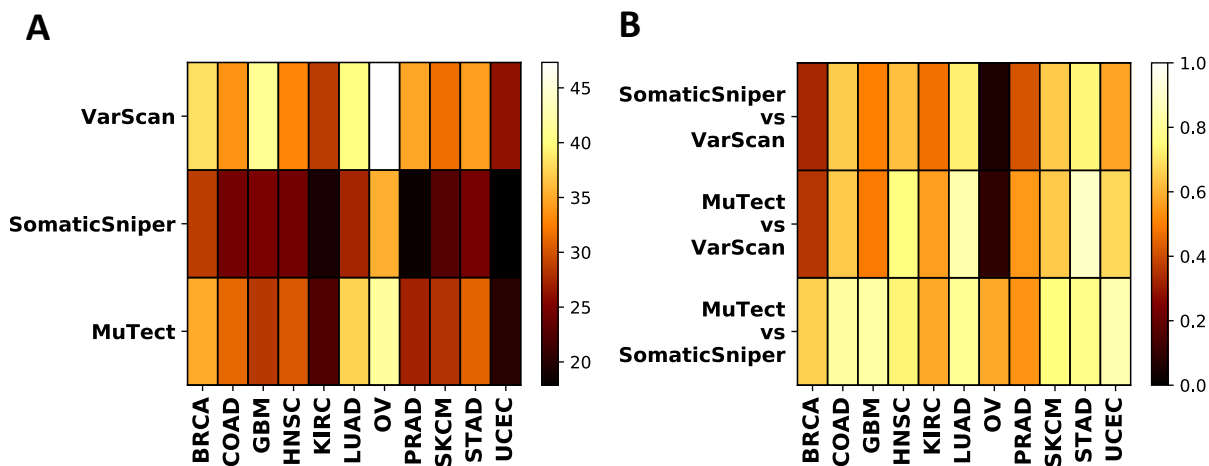 A
VarScan
SomaticSniper
MuTect
45
40
35
30
25
20
BRCA
COAD
GBM
HNSC
KIRC
LUAD
OV
PRAD
SKCM
STAD
UCEC
B
SomaticSniper
vs
VarScan
MuTect
vs
VarScan
MuTect
vs
SomaticSniper
1.0
0.8
0.6
0.4
0.2
0.0
BRCA
COAD
GBM
HNSC
KIRC
LUAD
OV
PRAD
SKCM
STAD
UCEC